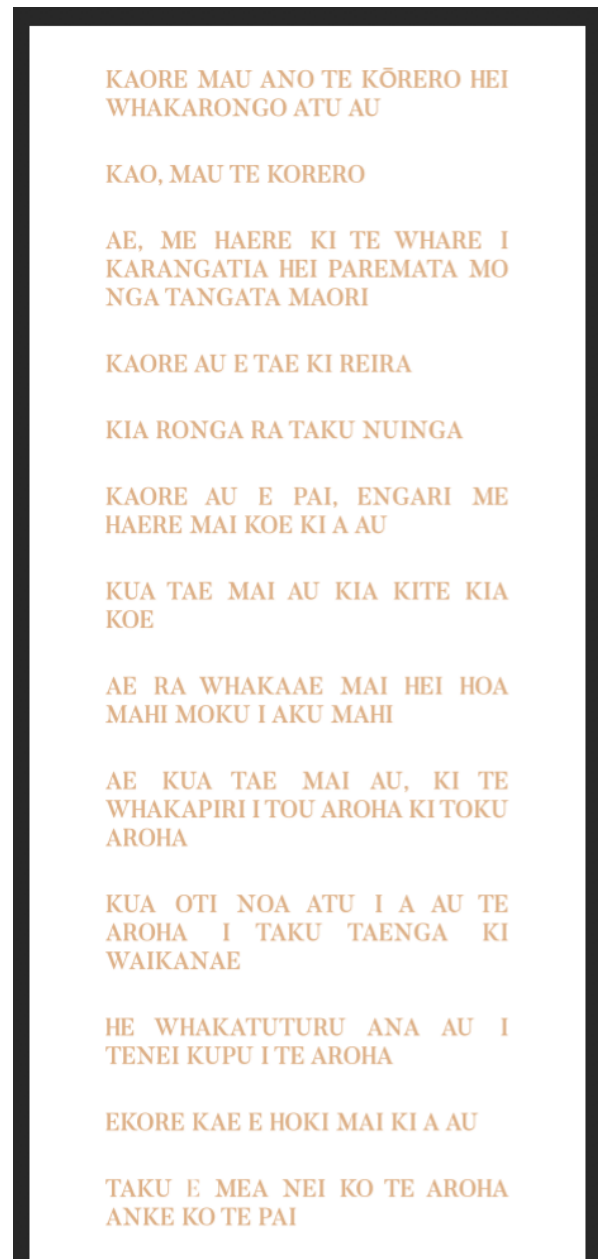 KAORE MAU ANO TE KŌRERO HEI
WHAKARONGO ATU AU
KAO, MAU TE KORERO
AE, ME HAERE KI TE WHARE I
KARANGATIA HEI PAREMATA MO
NGA TANGATA MAORI
KAORE AU E TAE KI REIRA
KIA RONGA RA TAKU NUINGA
KAORE AU E PAI, ENGARI ME
HAERE MAI KOE KI A AU
KUA TAE MAI AU KIA KITE KIA
KOE
AE RA WHAKAAE MAI HEI HOA
MAHI MOKU I AKU MAHI
AE KUA TAE MAI AU, KI TE
WHAKAPIRI I TOU AROHA KI TOKU
AROHA
KUA OTI NOA ATU I A AU TE
AROHA I TAKU TAENGA KI
WAIKANAE
HE WHAKATUTURU ANA AU I
TENEI KUPU I TE AROHA
EKORE KAE E HOKI MAI KI A AU
TAKU E MEA NEI KO TE AROHA
ANKE KO TE PAI